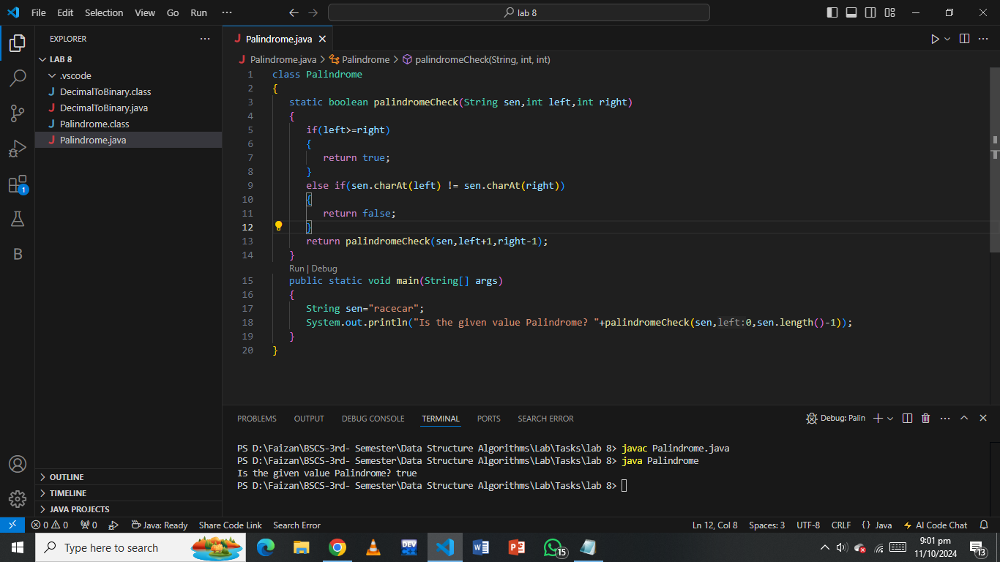 File Edit Selection View Go Run ··· lab 8
EXPLORER ···
LAB 8
.vscode
J DecimalToBinary.class
J DecimalToBinary.java
J Palindrome.class
J Palindrome.java
1
B
OUTLINE
TIMELINE
JAVA PROJECTS
J Palindrome.java
J Palindrome.java > Palindrome > palindromeCheck(String, int, int)
1 class Palindrome
2 {
3 static boolean palindromeCheck(String sen,int left,int right)
4 {
5 if(left>=right)
6 {
7 return true;
8 }
9 else if(sen.charAt(left) != sen.charAt(right))
10 {
11 return false;
12 }
13 return palindromeCheck(sen,left+1,right-1);
14 }
Run | Debug
15 public static void main(String[] args)
16 {
17 String sen="racecar";
18 System.out.println("Is the given value Palindrome? "+palindromeCheck(sen,left:0,sen.length()-1));
19 }
20 }
PROBLEMS OUTPUT DEBUG CONSOLE TERMINAL PORTS SEARCH ERROR Debug: Palin ···
PS D:\Faizan\BSCS-3rd- Semester\Data Structure Algorithms\Lab\Tasks\lab 8> javac Palindrome.java
PS D:\Faizan\BSCS-3rd- Semester\Data Structure Algorithms\Lab\Tasks\lab 8> java Palindrome
Is the given value Palindrome? true
PS D:\Faizan\BSCS-3rd- Semester\Data Structure Algorithms\Lab\Tasks\lab 8>
0 0 0 Java: Ready Share Code Link Search Error Ln 12, Col 8 Spaces: 3 UTF-8 CRLF {} Java AI Code Chat
Type here to search DEV W P 15 9:01 pm
11/10/2024 13